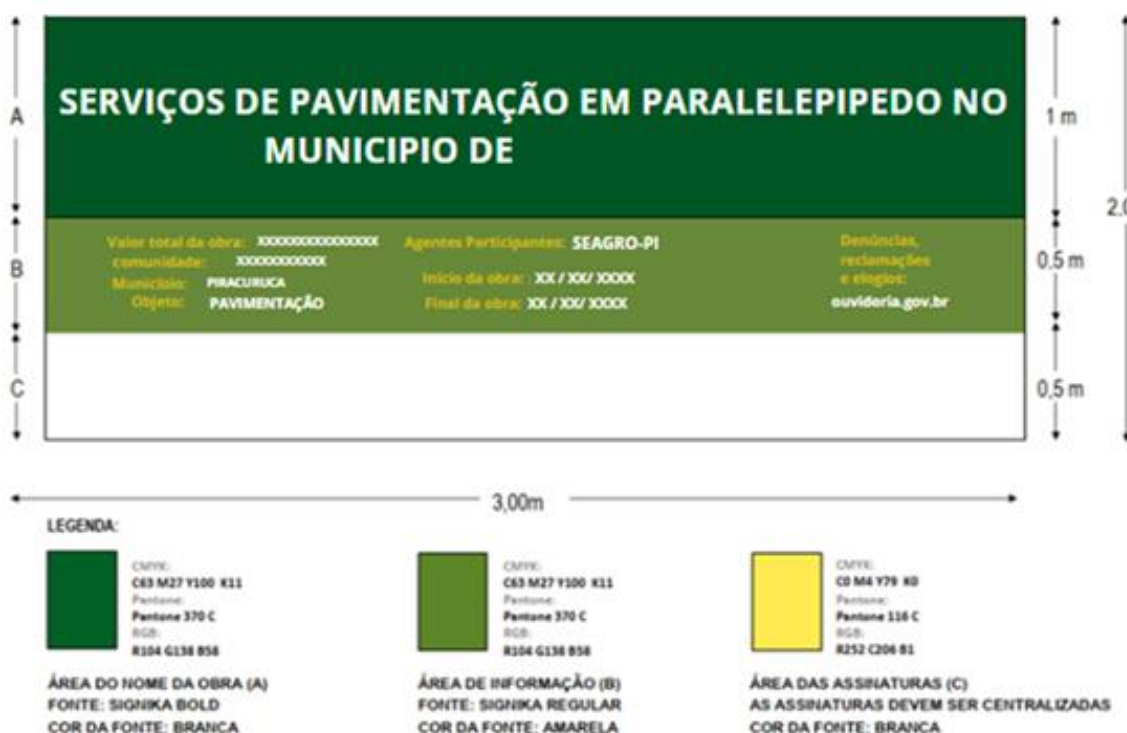 SERVIÇOS DE PAVIMENTAÇÃO EM PARALELEPIPEDO NO
MUNICIPIO DE
A
1 m
2,0
B
0,5 m
C
0,5 m
Valor total da obra: XXXXXXXXXXXXXXX
comunidade: XXXXXXXXXXX
Município: PIRACURUCA
Objeto: PAVIMENTAÇÃO
Agentes Participantes: SEAGRO-PI
Início da obra: XX / XX/ XXXX
Final da obra: XX / XX/ XXXX
Denúncias,
reclamações
e elogios:
ouvidoria.gov.br
3,00m
LEGENDA:
CMYK:
C63 M27 Y100 K11
Pantone:
Pantone 370 C
RGB:
R104 G138 B58
ÁREA DO NOME DA OBRA (A)
FONTE: SIGNIKA BOLD
COR DA FONTE: BRANCA
CMYK:
C63 M27 Y100 K11
Pantone:
Pantone 370 C
RGB:
R104 G138 B58
ÁREA DE INFORMAÇÃO (B)
FONTE: SIGNIKA REGULAR
COR DA FONTE: AMARELA
CMYK:
C0 M4 Y79 K0
Pantone:
Pantone 116 C
RGB:
R252 C206 B1
ÁREA DAS ASSINATURAS (C)
AS ASSINATURAS DEVEM SER CENTRALIZADAS
COR DA FONTE: BRANCA